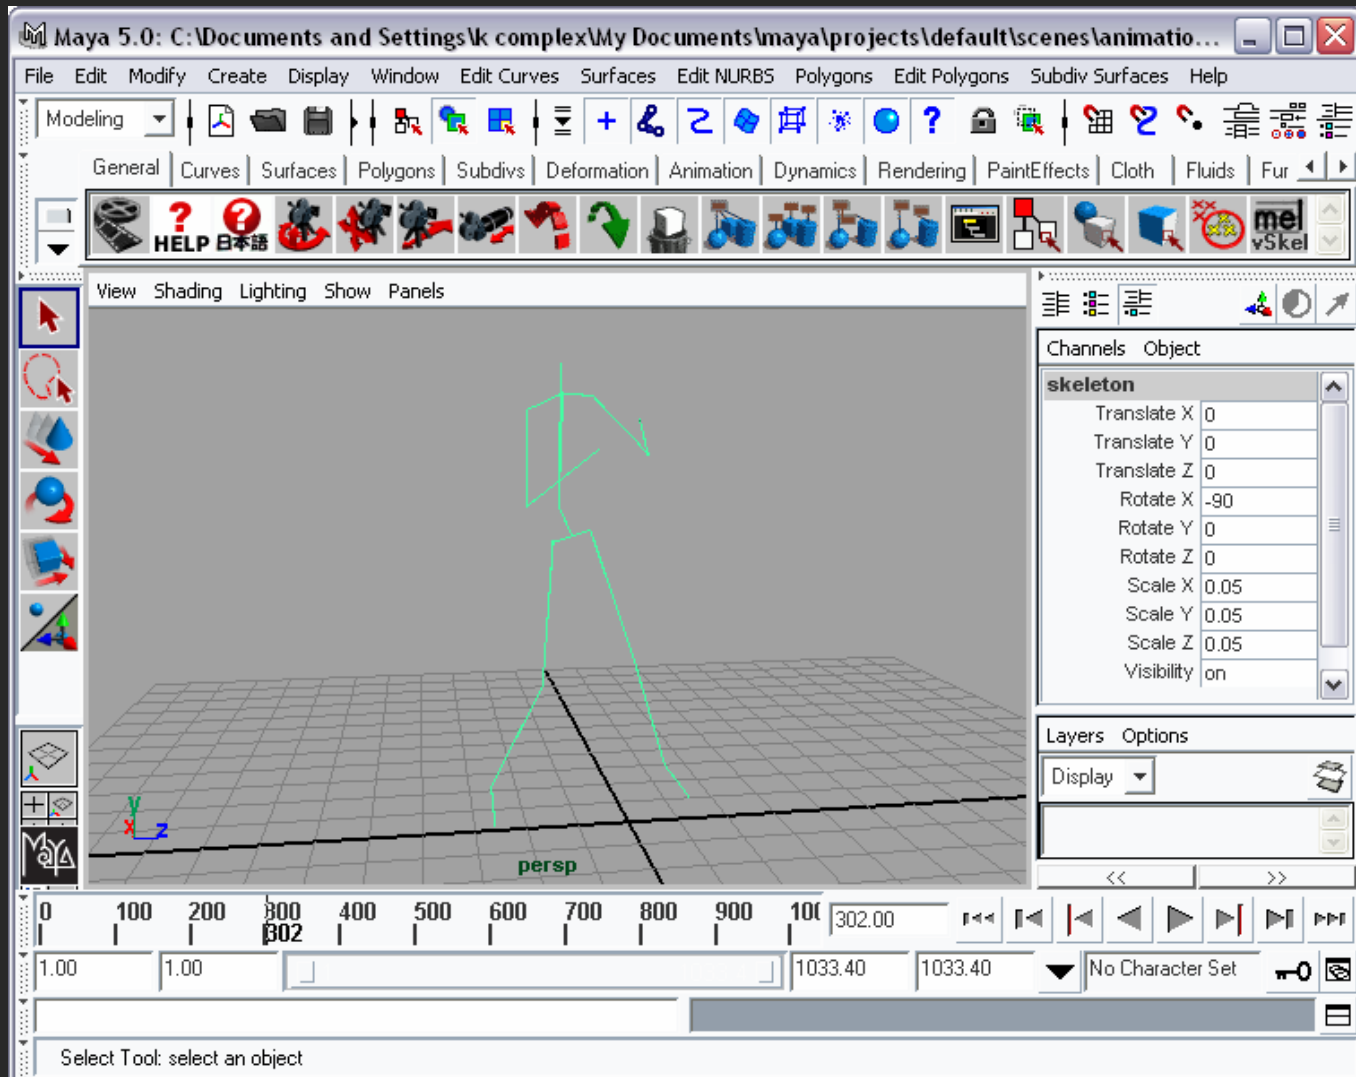 Maya 5.0: C:\Documents and Settings\k complex\My Documents\maya\projects\default\scenes\animatio...
File Edit Modify Create Display Window Edit Curves Surfaces Edit NURBS Polygons Edit Polygons Subdiv Surfaces Help
Modeling
General Curves Surfaces Polygons Subdivs Deformation Animation Dynamics Rendering PaintEffects Cloth Fluids Fur
? HELP ? 日本語 mel vSkel
View Shading Lighting Show Panels
Channels Object
skeleton
Translate X 0
Translate Y 0
Translate Z 0
Rotate X -90
Rotate Y 0
Rotate Z 0
Scale X 0.05
Scale Y 0.05
Scale Z 0.05
Visibility on
Layers Options
Display
y
x z
MAYA
persp
<< >>
0 100 200 300 400 500 600 700 800 900 10
302 302.00
1.00 1.00 1033.40 1033.40 No Character Set
Select Tool: select an object